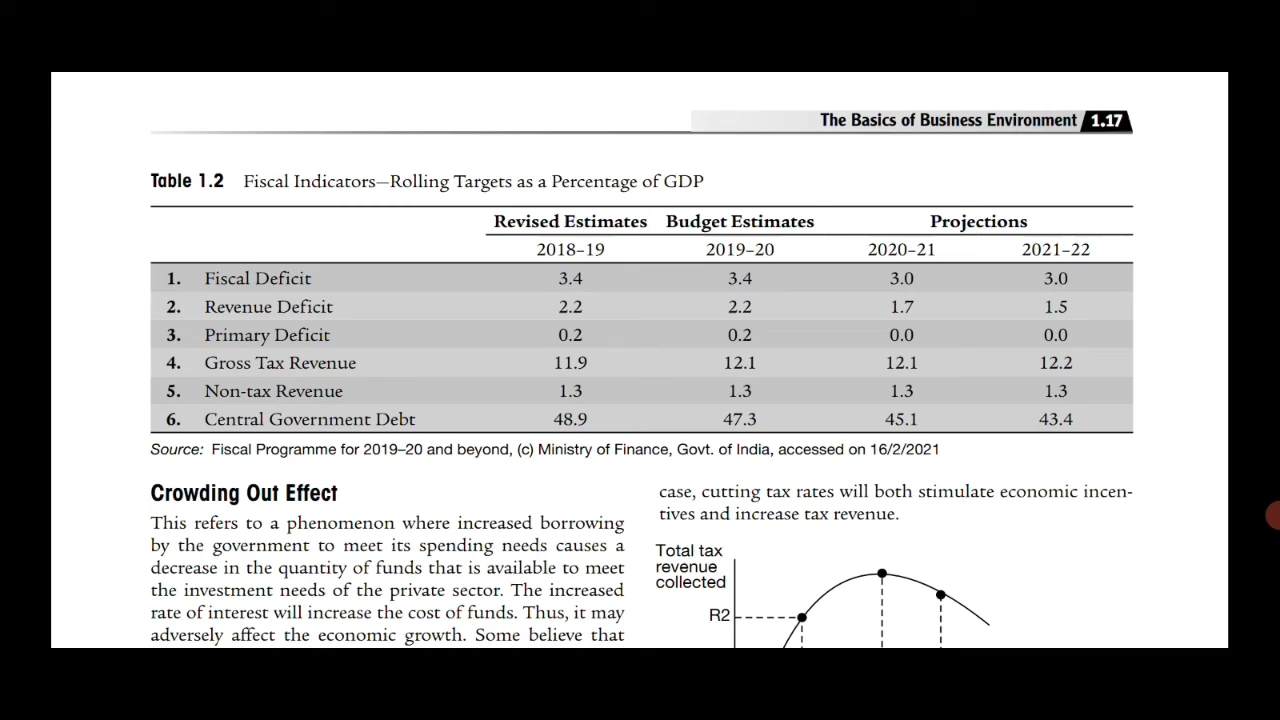 The Basics of Business Environment 1.17
Table 1.2 Fiscal Indicators—Rolling Targets as a Percentage of GDP
Revised Estimates Budget Estimates Projections
2018–19 2019–20 2020–21 2021–22
1. Fiscal Deficit 3.4 3.4 3.0 3.0
2. Revenue Deficit 2.2 2.2 1.7 1.5
3. Primary Deficit 0.2 0.2 0.0 0.0
4. Gross Tax Revenue 11.9 12.1 12.1 12.2
5. Non-tax Revenue 1.3 1.3 1.3 1.3
6. Central Government Debt 48.9 47.3 45.1 43.4
Source: Fiscal Programme for 2019–20 and beyond, (c) Ministry of Finance, Govt. of India, accessed on 16/2/2021
Crowding Out Effect
This refers to a phenomenon where increased borrowing
by the government to meet its spending needs causes a
decrease in the quantity of funds that is available to meet
the investment needs of the private sector. The increased
rate of interest will increase the cost of funds. Thus, it may
adversely affect the economic growth. Some believe that
case, cutting tax rates will both stimulate economic incen-
tives and increase tax revenue.
Total tax
revenue
collected
R2